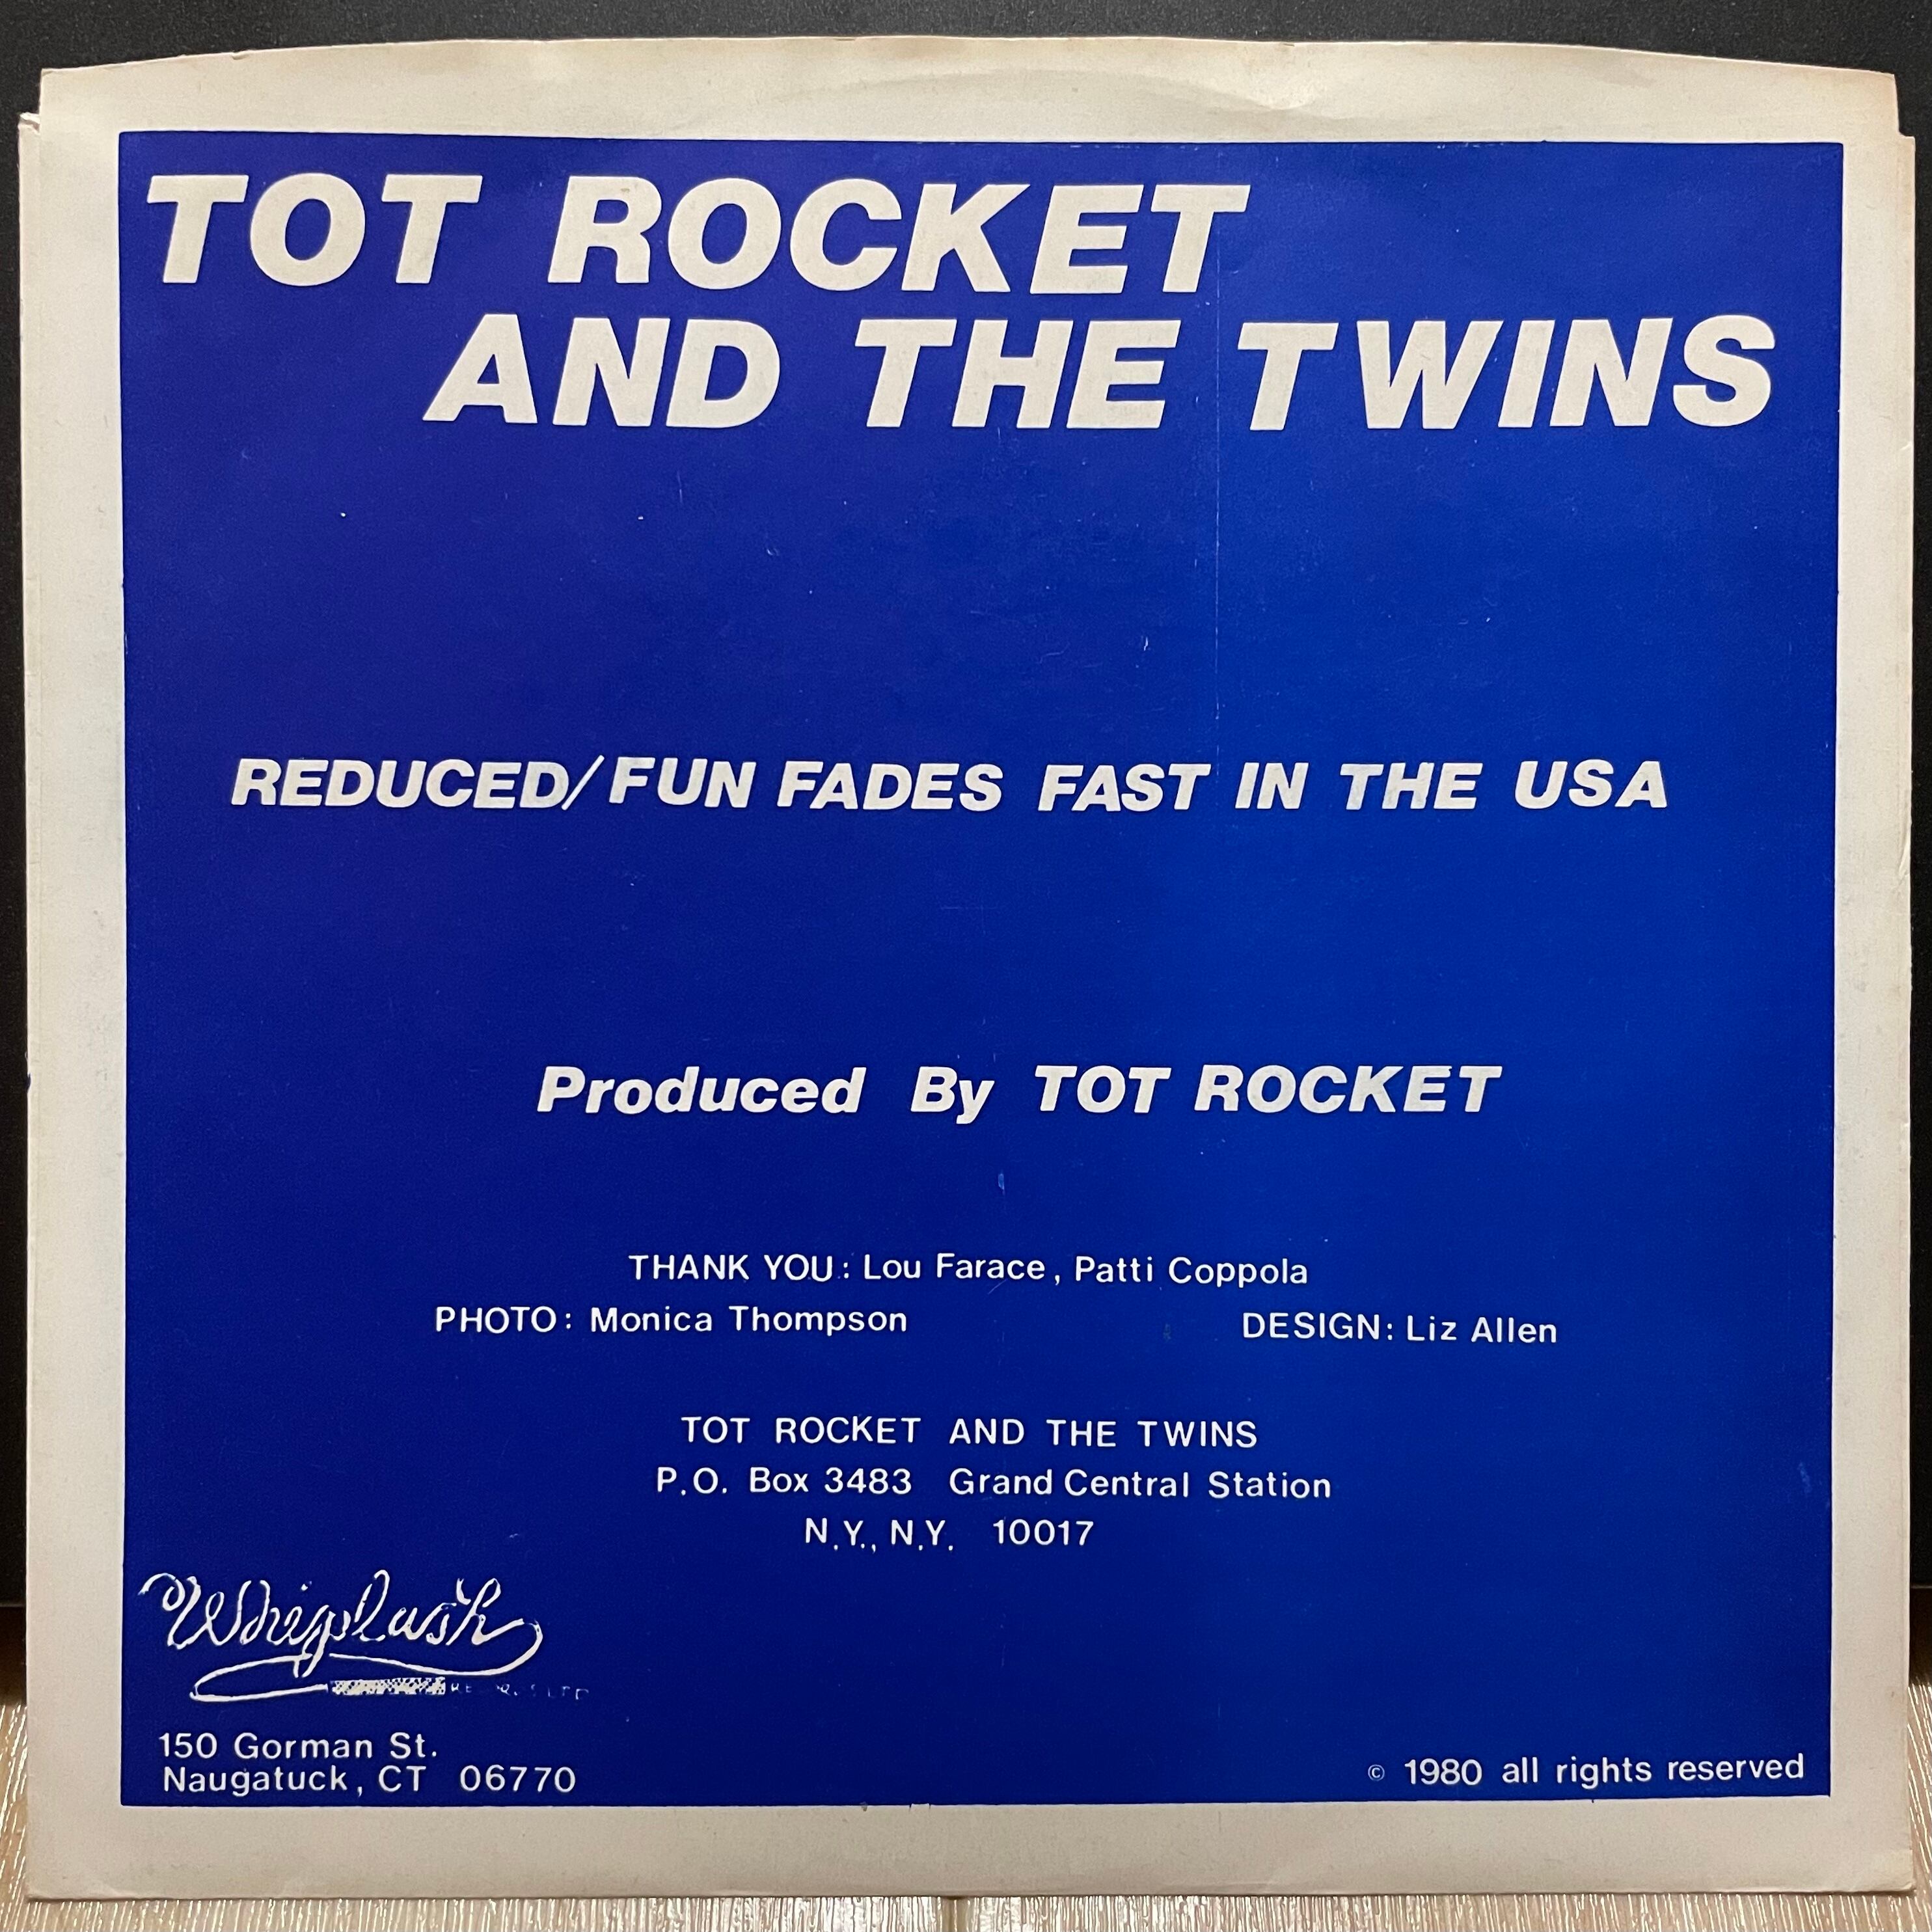 TOT ROCKET
AND THE TWINS
REDUCED/FUN FADES FAST IN THE USA
Produced By TOT ROCKET
THANK YOU: Lou Farace, Patti Coppola
PHOTO: Monica Thompson DESIGN: Liz Allen
TOT ROCKET AND THE TWINS
P.O. Box 3483 Grand Central Station
N.Y., N.Y. 10017
Whiplash
150 Gorman St.
Naugatuck, CT 06770
© 1980 all rights reserved